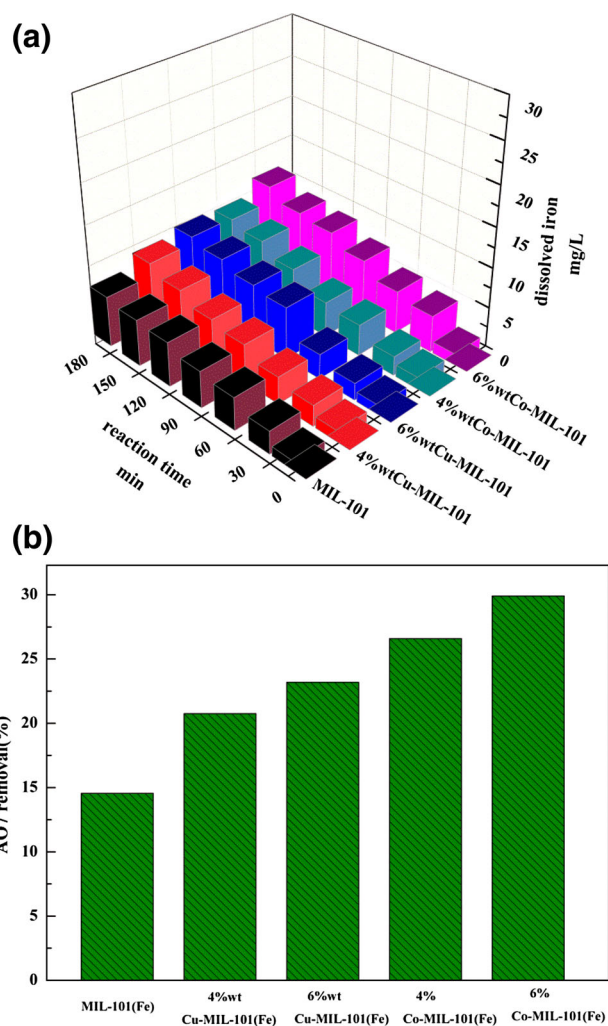 (a)
30
25
20
15
10
5
0
dissolved iron
mg/L
180
150
120
90
60
30
0
reaction time
min
MIL-101
4%wtCu-MIL-101
6%wtCu-MIL-101
4%wtCo-MIL-101
6%wtCo-MIL-101
(b)
30
25
20
15
10
5
0
AO7 removal(%)
MIL-101(Fe)
4%wt
Cu-MIL-101(Fe)
6%wt
Cu-MIL-101(Fe)
4%
Co-MIL-101(Fe)
6%
Co-MIL-101(Fe)